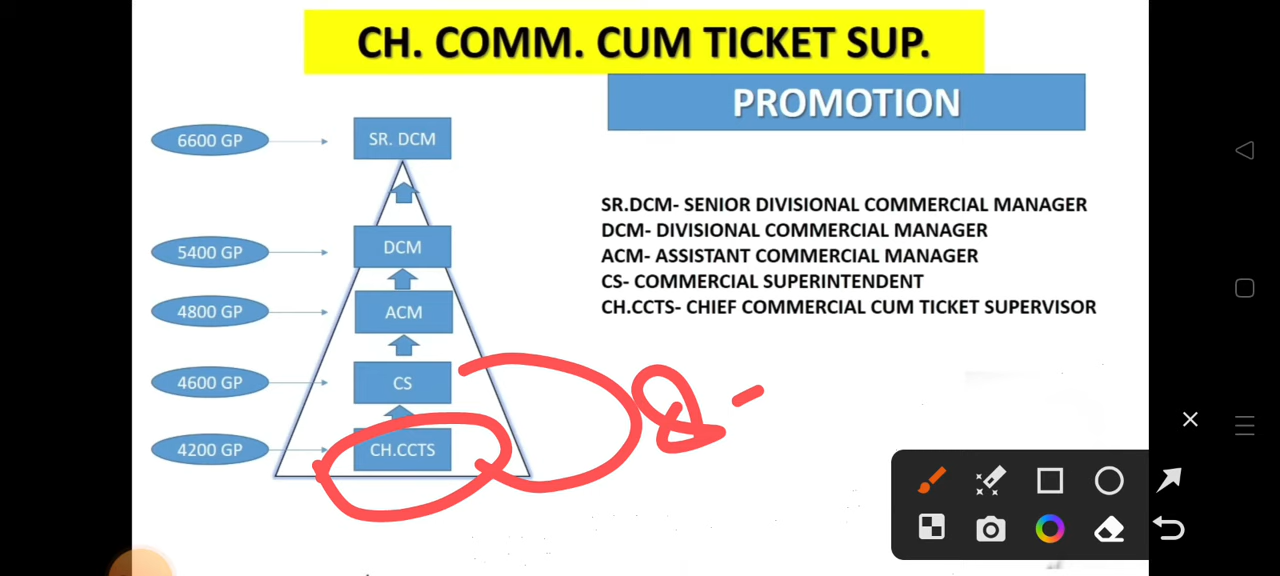 CH. COMM. CUM TICKET SUP.
PROMOTION
6600 GP
SR. DCM
5400 GP
DCM
4800 GP
ACM
4600 GP
CS
4200 GP
CH.CCTS
SR.DCM- SENIOR DIVISIONAL COMMERCIAL MANAGER
DCM- DIVISIONAL COMMERCIAL MANAGER
ACM- ASSISTANT COMMERCIAL MANAGER
CS- COMMERCIAL SUPERINTENDENT
CH.CCTS- CHIEF COMMERCIAL CUM TICKET SUPERVISOR
8 -